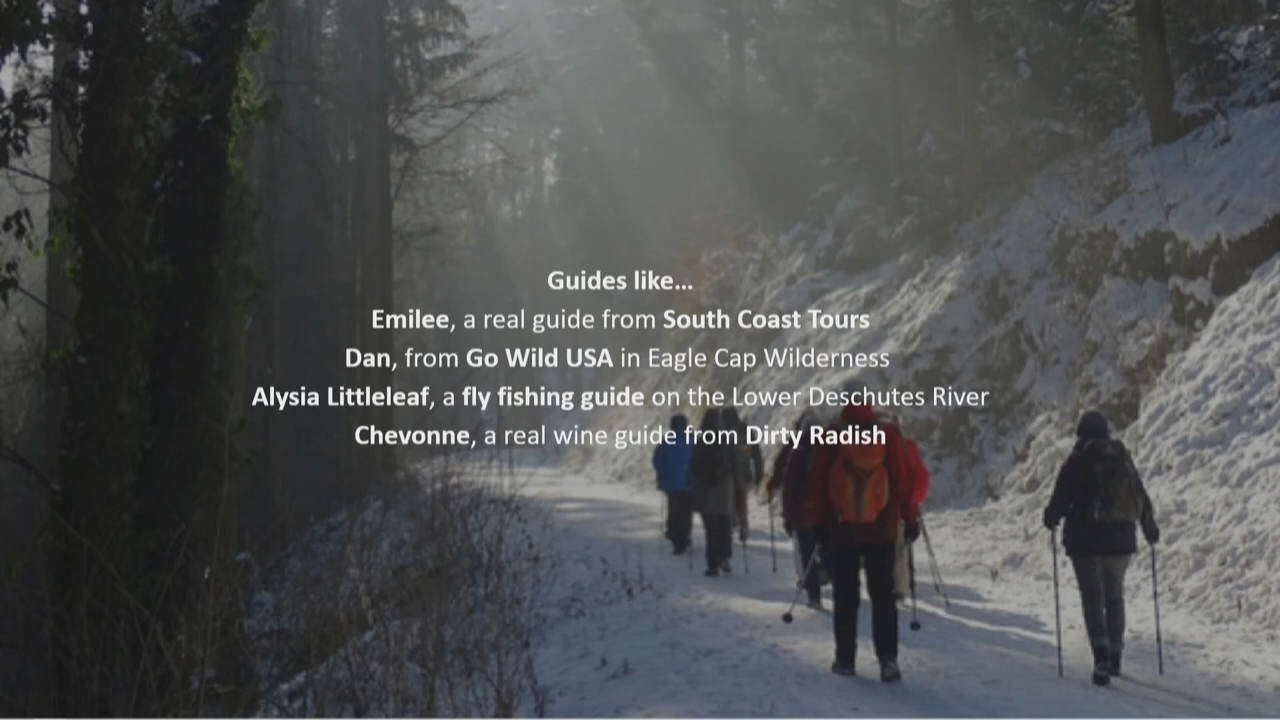 Guides like...
Emilee, a real guide from South Coast Tours
Dan, from Go Wild USA in Eagle Cap Wilderness
Alysia Littleleaf, a fly fishing guide on the Lower Deschutes River
Chevonne, a real wine guide from Dirty Radish